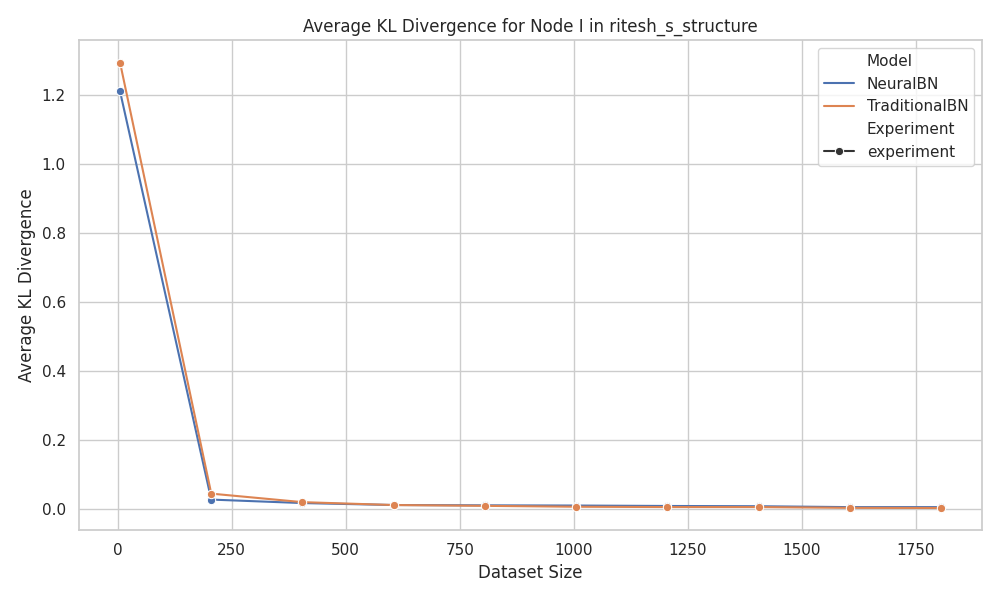 Average KL Divergence for Node I in ritesh_s_structure
Model
NeuralBN
TraditionalBN
Experiment
experiment
Average KL Divergence
1.2
1.0
0.8
0.6
0.4
0.2
0.0
0
250
500
750
1000
1250
1500
1750
Dataset Size